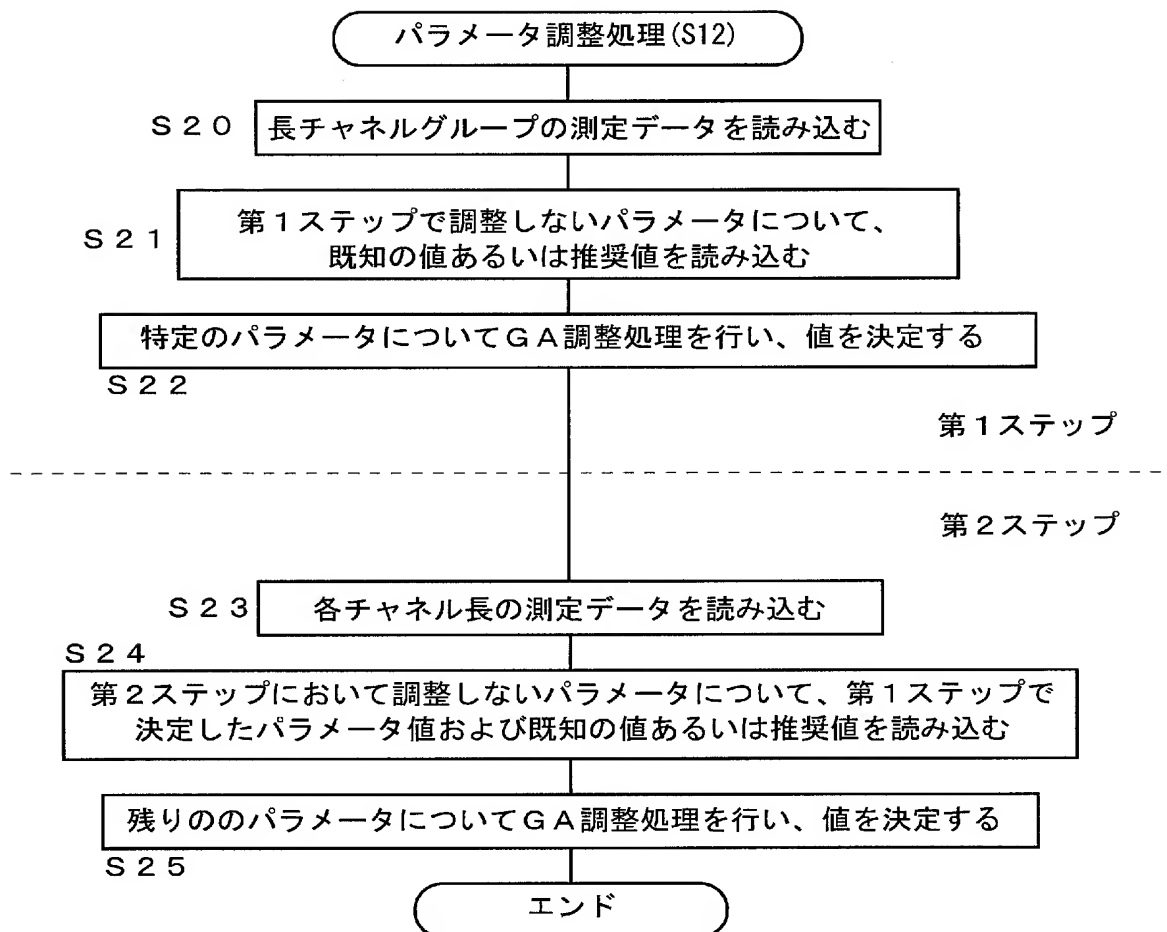 パラメータ調整処理(S12)
S20
長チャネルグループの測定データを読み込む
S21
第1ステップで調整しないパラメータについて、
既知の値あるいは推奨値を読み込む
特定のパラメータについてGA調整処理を行い、値を決定する
S22
第1ステップ
第2ステップ
S23
各チャネル長の測定データを読み込む
S24
第2ステップにおいて調整しないパラメータについて、第1ステップで
決定したパラメータ値および既知の値あるいは推奨値を読み込む
残りののパラメータについてGA調整処理を行い、値を決定する
S25
エンド